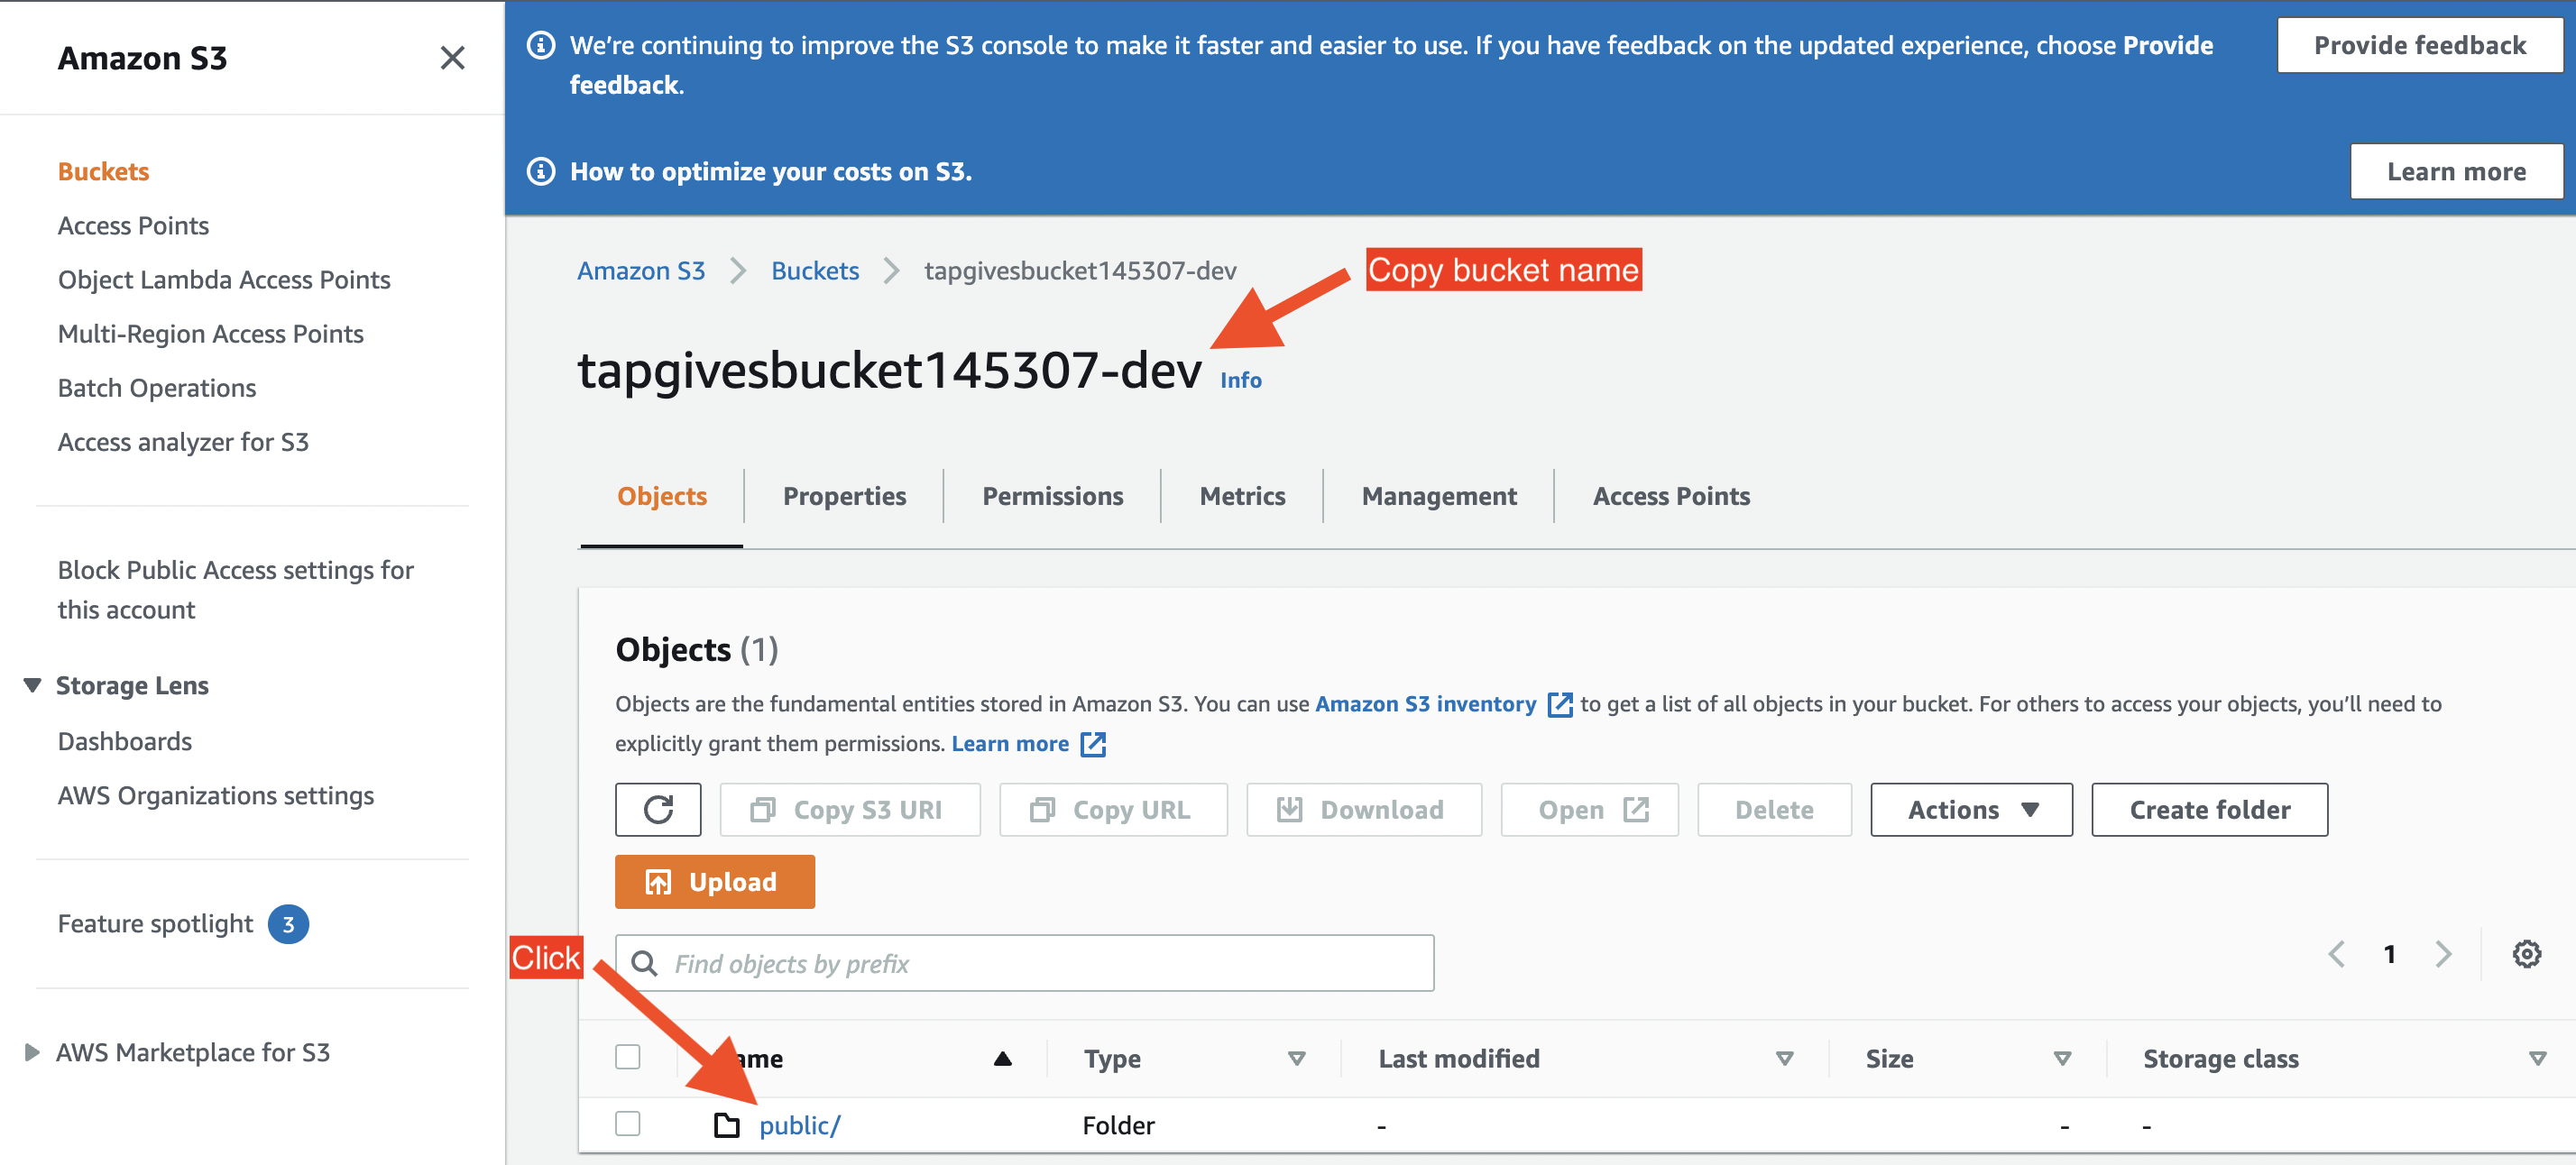 Amazon S3
Buckets
Access Points
Object Lambda Access Points
Multi-Region Access Points
Batch Operations
Access analyzer for S3
Block Public Access settings for
this account
Storage Lens
Dashboards
AWS Organizations settings
Feature spotlight 3
AWS Marketplace for S3
We’re continuing to improve the S3 console to make it faster and easier to use. If you have feedback on the updated experience, choose Provide
feedback.
Provide feedback
How to optimize your costs on S3.
Learn more
Amazon S3 > Buckets > tapgivesbucket145307-dev
Copy bucket name
tapgivesbucket145307-dev Info
Objects Properties Permissions Metrics Management Access Points
Objects (1)
Objects are the fundamental entities stored in Amazon S3. You can use Amazon S3 inventory to get a list of all objects in your bucket. For others to access your objects, you’ll need to
explicitly grant them permissions. Learn more
Copy S3 URI Copy URL Download Open Delete Actions Create folder
Upload
Click
Find objects by prefix
1
ame Type Last modified Size Storage class
public/ Folder - - -